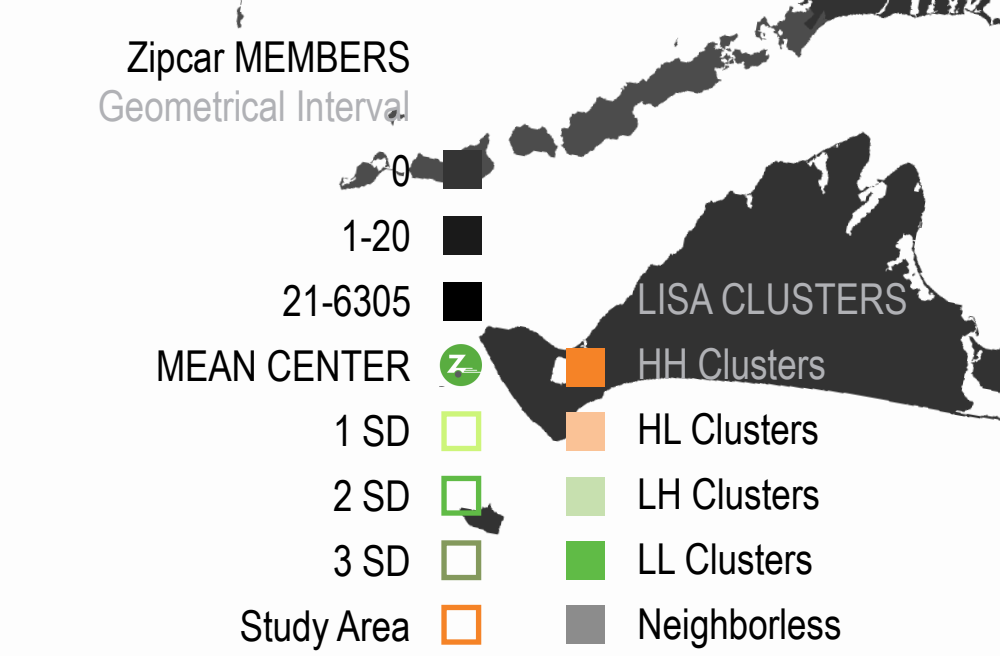 Zipcar MEMBERS
Geometrical Interval
0
1-20
21-6305
MEAN CENTER
1 SD
2 SD
3 SD
Study Area
LISA CLUSTERS
HH Clusters
HL Clusters
LH Clusters
LL Clusters
Neighborless